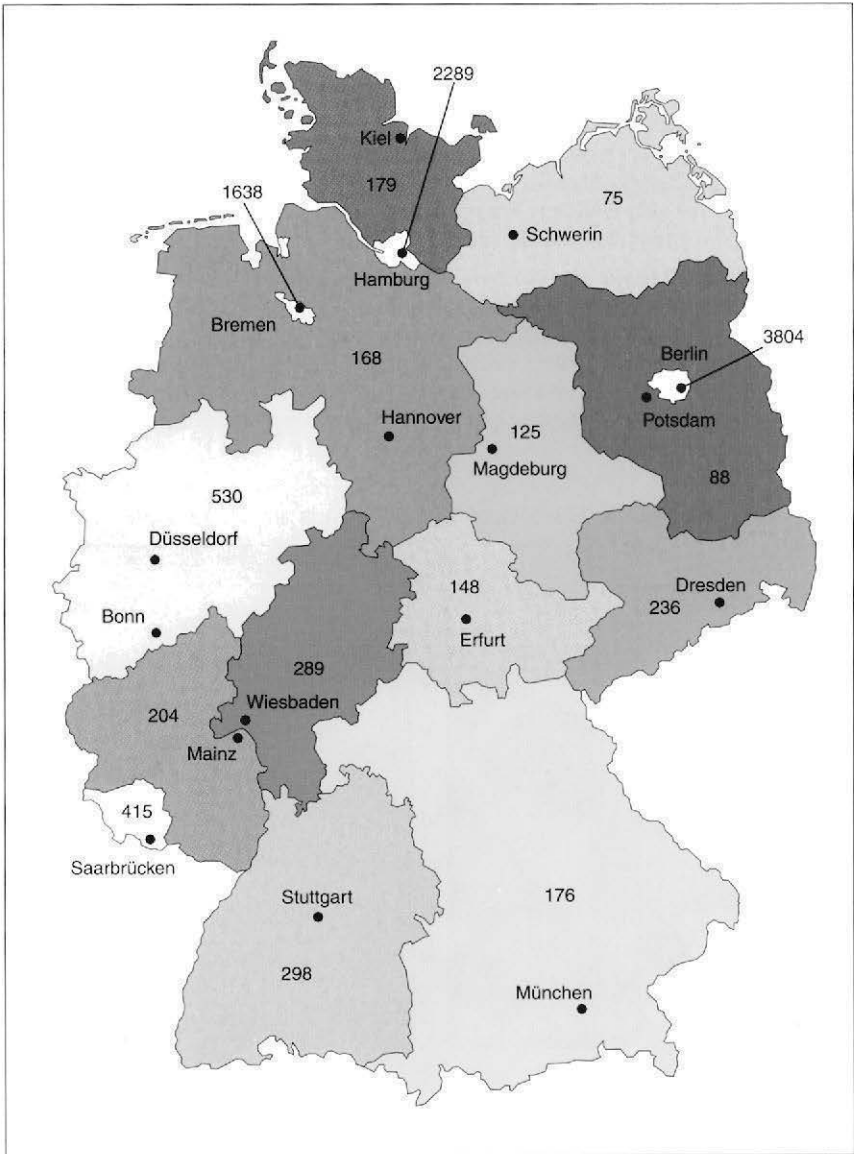 2289
Kiel
179
1638
75
Schwerin
Hamburg
Bremen
168
Berlin
3804
Hannover
Potsdam
125
Magdeburg
88
530
Düsseldorf
148
Dresden
236
Bonn
Erfurt
289
204
Wiesbaden
Mainz
415
Saarbrücken
Stuttgart
176
298
München